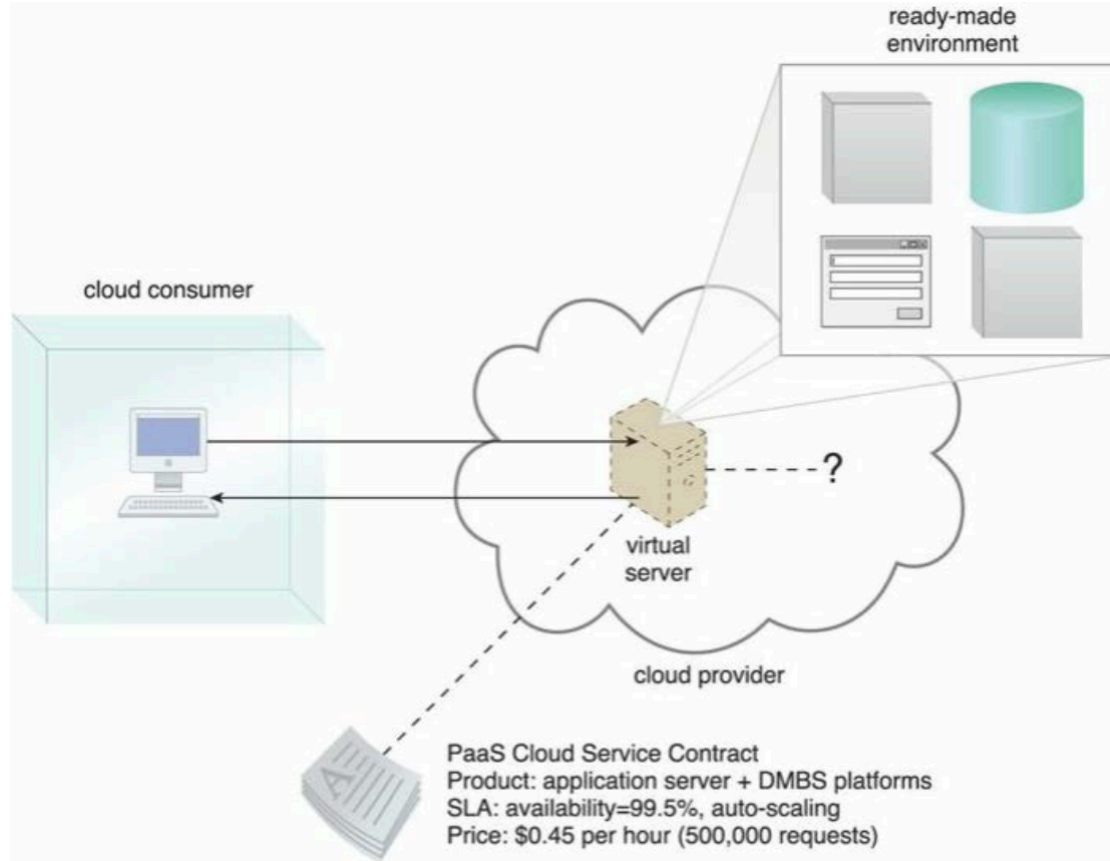 ready-made
environment
cloud consumer
?
virtual
server
cloud provider
PaaS Cloud Service Contract
Product: application server + DMBS platforms
SLA: availability=99.5%, auto-scaling
Price: $0.45 per hour (500,000 requests)
A